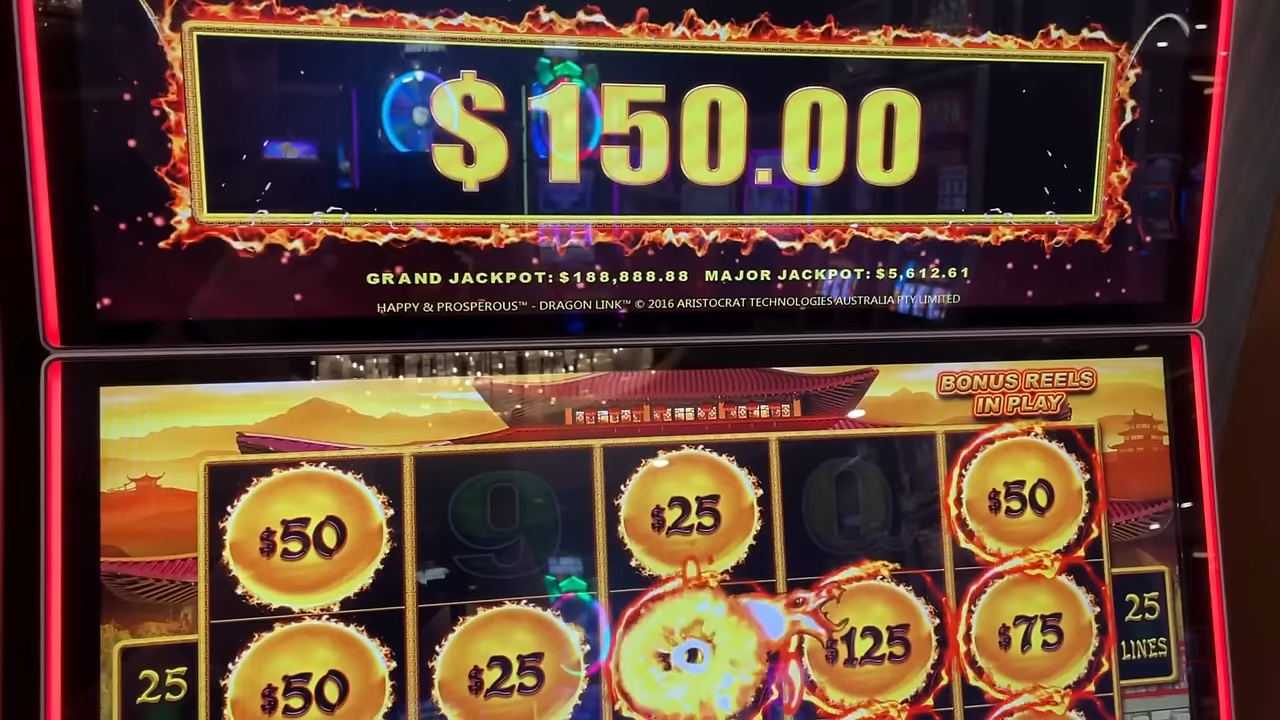 $150.00
GRAND JACKPOT: $188,888.88 MAJOR JACKPOT: $5,612.61
HAPPY & PROSPEROUS™ - DRAGON LINK™ © 2016 ARISTOCRAT TECHNOLOGIES AUSTRALIA PTY LIMITED
BONUS REELS
IN PLAY
$50
9
$25
Q
$50
$50
$25
$125
$75
25
25
LINES